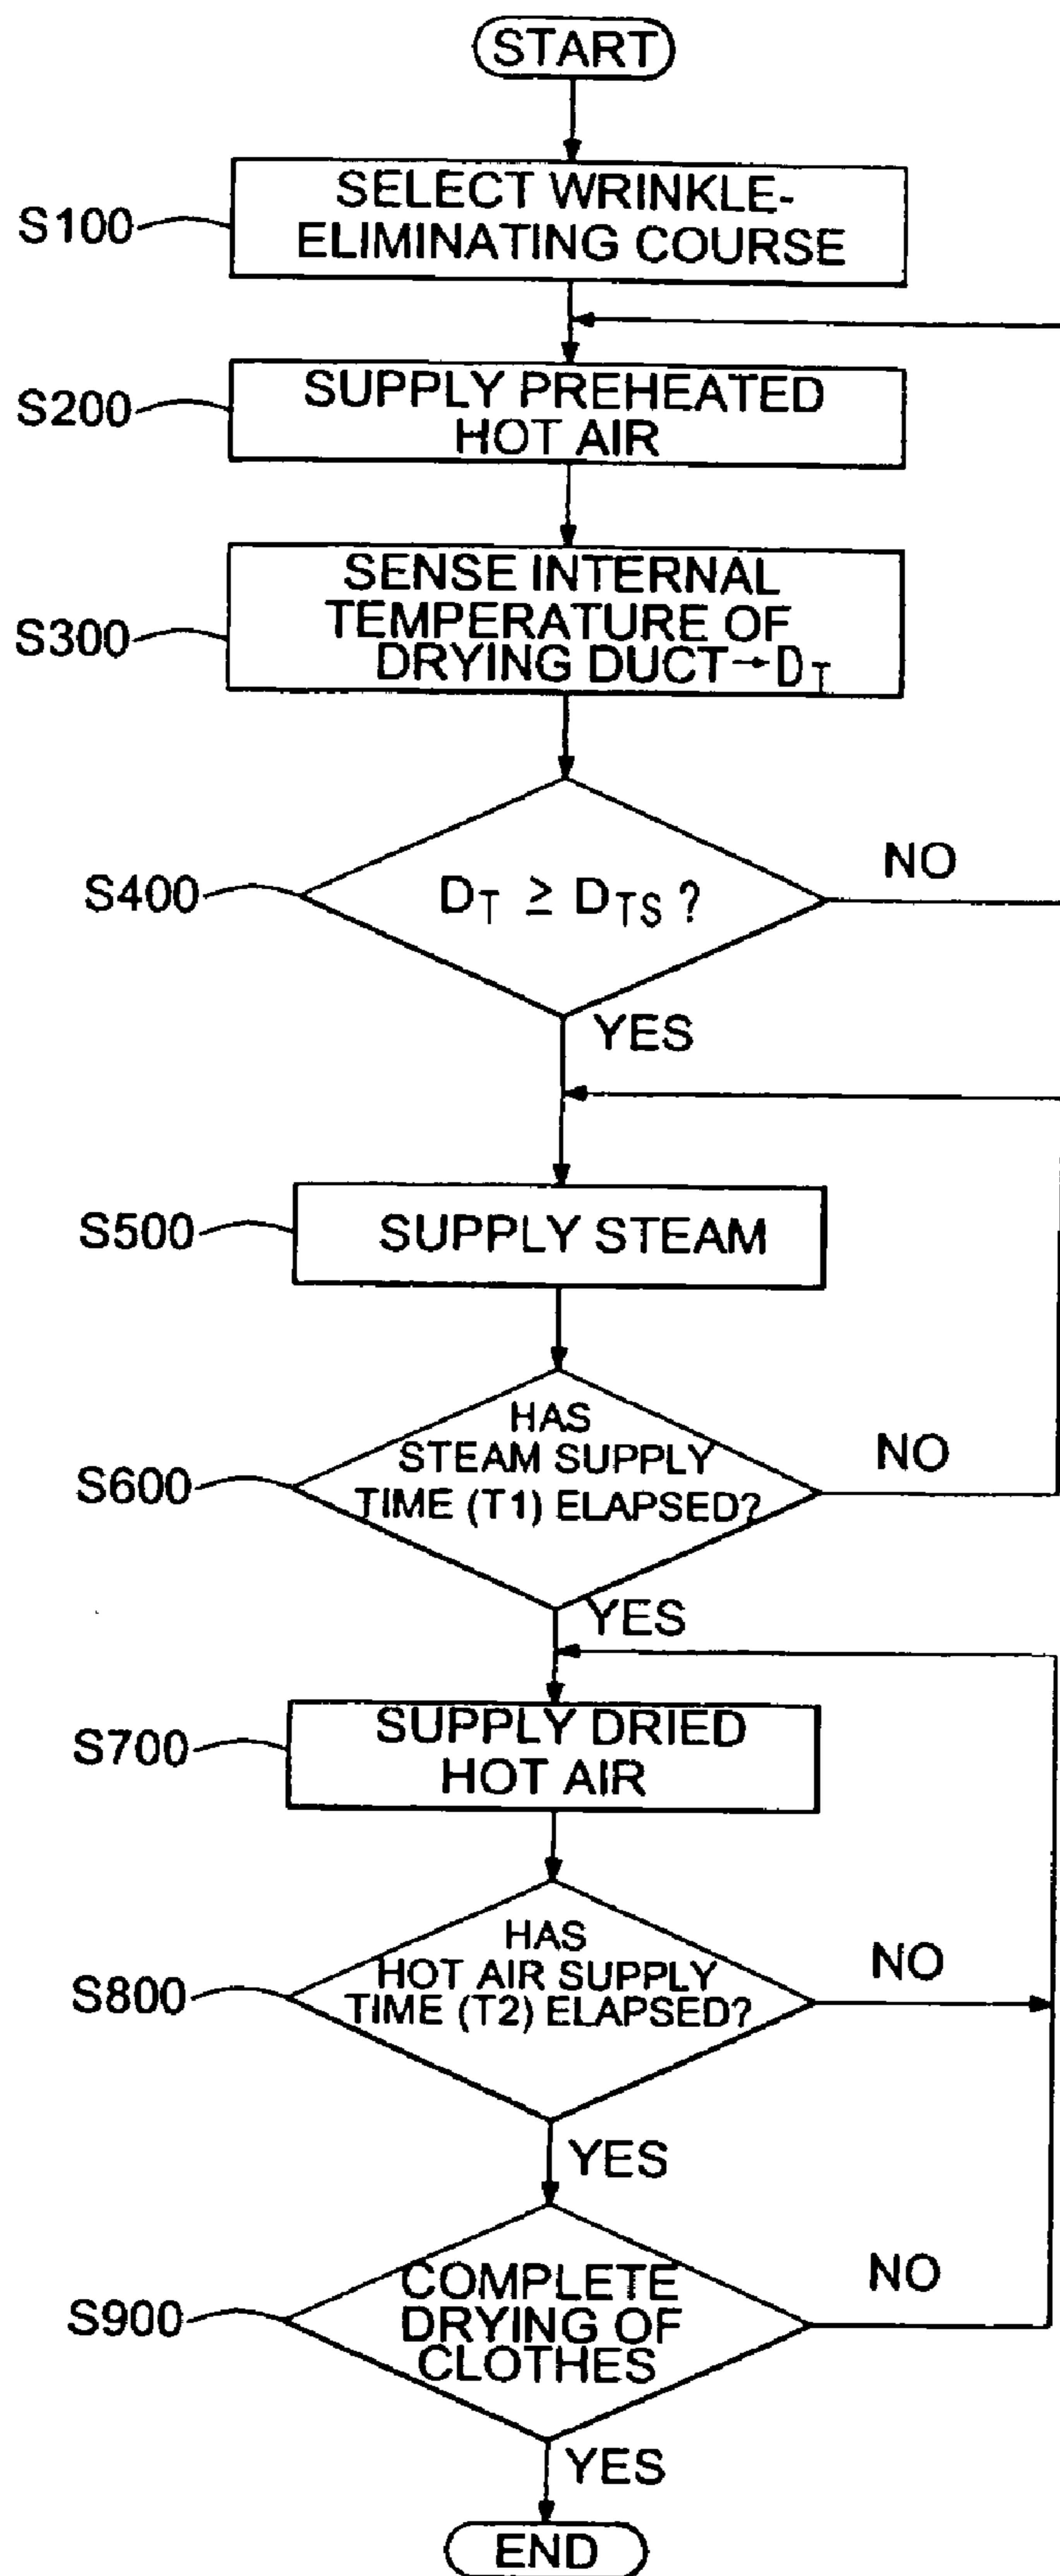 START
S100
SELECT WRINKLE-
ELIMINATING COURSE
S200
SUPPLY PREHEATED
HOT AIR
S300
SENSE INTERNAL
TEMPERATURE OF
DRYING DUCT→DT
S400
DT ≥ DTS ?
NO
YES
S500
SUPPLY STEAM
S600
HAS
STEAM SUPPLY
TIME (T1) ELAPSED?
NO
YES
S700
SUPPLY DRIED
HOT AIR
S800
HAS
HOT AIR SUPPLY
TIME (T2) ELAPSED?
NO
YES
S900
COMPLETE
DRYING OF
CLOTHES
NO
YES
END